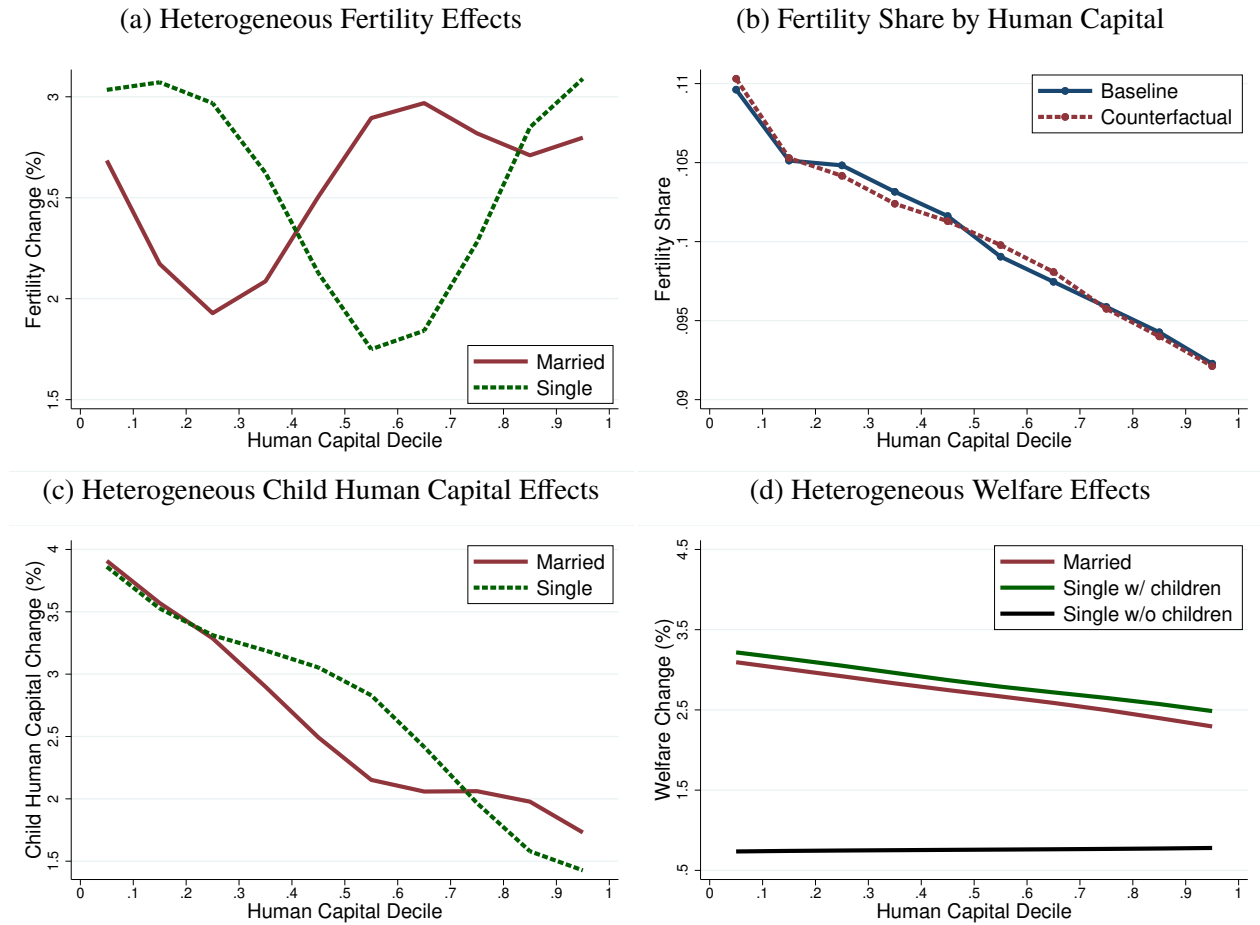 (a) Heterogeneous Fertility Effects
Fertility Change (%)
3
2.5
2
1.5
0 .1 .2 .3 .4 .5 .6 .7 .8 .9 1
Human Capital Decile
Married
Single
(b) Fertility Share by Human Capital
Fertility Share
.11
.105
.1
.095
.09
0 .1 .2 .3 .4 .5 .6 .7 .8 .9 1
Human Capital Decile
Baseline
Counterfactual
(c) Heterogeneous Child Human Capital Effects
Child Human Capital Change (%)
4
3.5
3
2.5
2
1.5
0 .1 .2 .3 .4 .5 .6 .7 .8 .9 1
Human Capital Decile
Married
Single
(d) Heterogeneous Welfare Effects
Welfare Change (%)
4.5
3.5
2.5
1.5
.5
0 .1 .2 .3 .4 .5 .6 .7 .8 .9 1
Human Capital Decile
Married
Single w/ children
Single w/o children